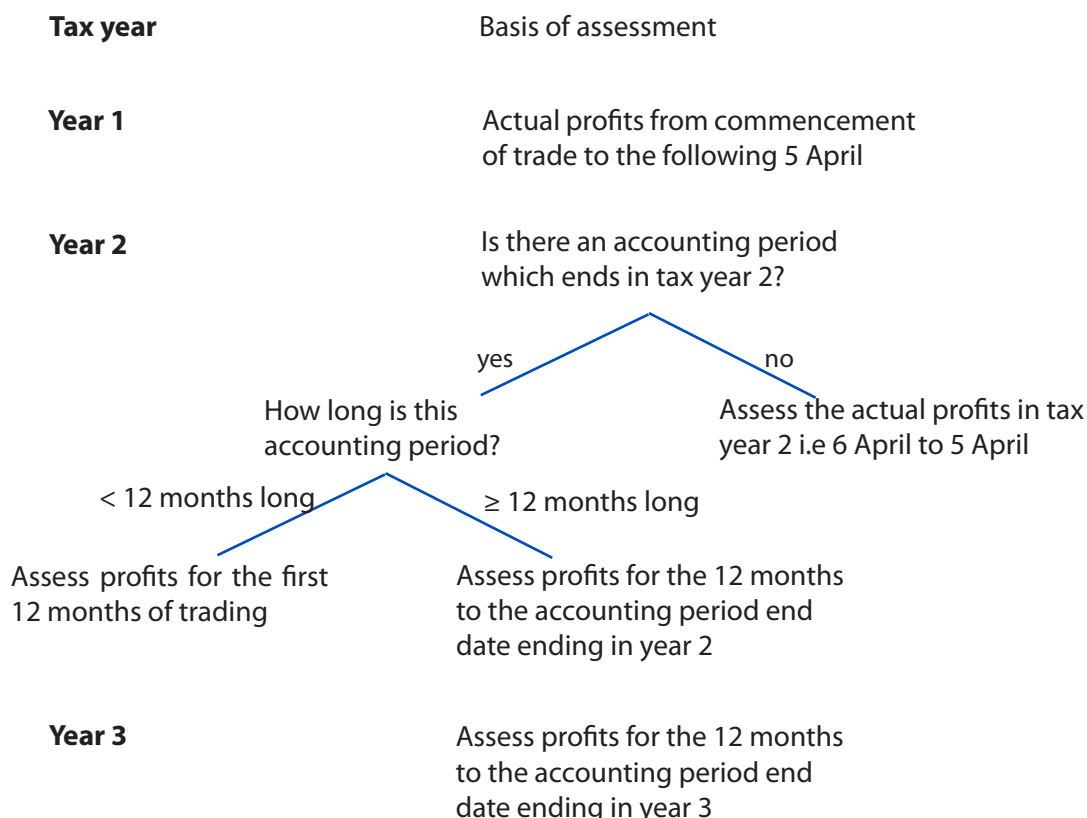 Tax year
Basis of assessment
Year 1
Actual profits from commencement
of trade to the following 5 April
Year 2
Is there an accounting period
which ends in tax year 2?
yes
no
How long is this
accounting period?
Assess the actual profits in tax
year 2 i.e 6 April to 5 April
< 12 months long
≥ 12 months long
Assess profits for the first
12 months of trading
Assess profits for the 12 months
to the accounting period end
date ending in year 2
Year 3
Assess profits for the 12 months
to the accounting period end
date ending in year 3